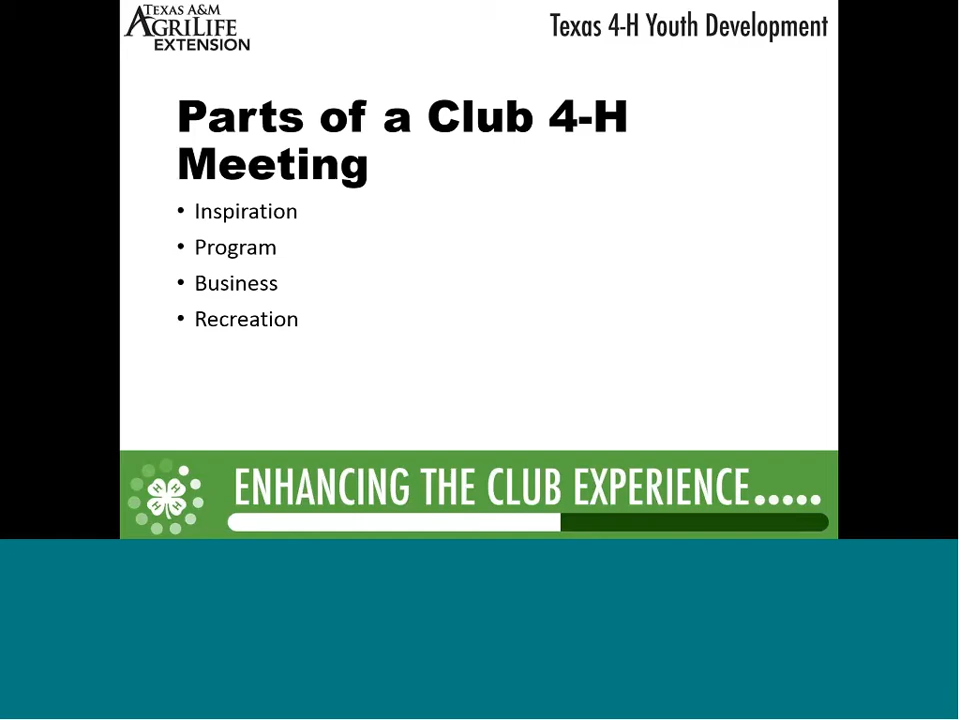 TEXAS A&M
AGRILIFE
EXTENSION
Texas 4-H Youth Development
Parts of a Club 4-H
Meeting
• Inspiration
• Program
• Business
• Recreation
H H
H H
ENHANCING THE CLUB EXPERIENCE.....